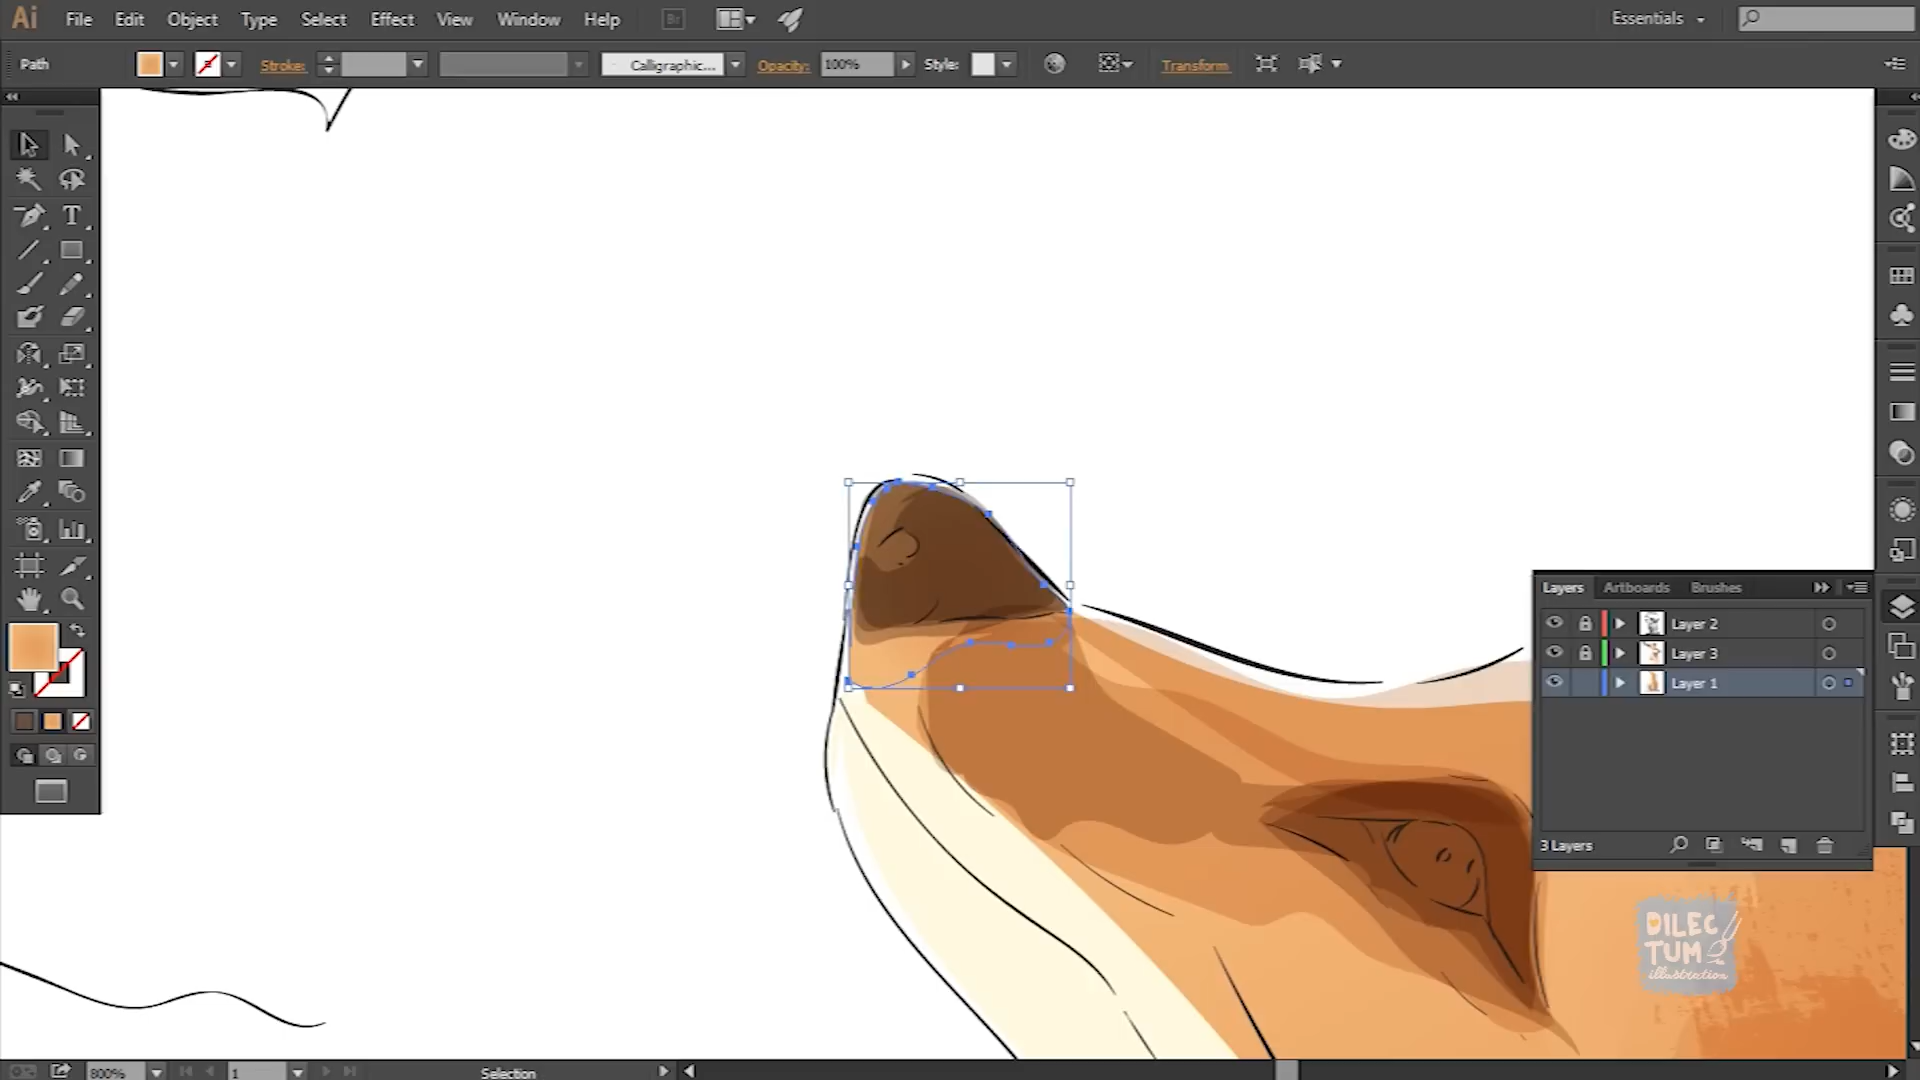 Ai File Edit Object Type Select Effect View Window Help Br Essentials
Path Stroke: Calligraphic... Opacity: 100% Style: Transform
T
Layers Artboards Brushes
Layer 2
Layer 3
Layer 1
3 Layers
DILEC
TUM
illustration
800% 1 Selection